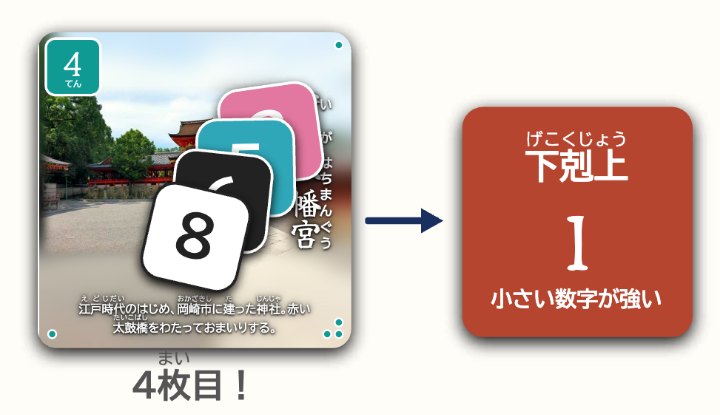 4
てん
い が はちまんぐう
幡宮
5
6
8
えどじだい おかざきし た じんじゃ
江戸時代のはじめ、岡崎市に建った神社。赤い
たいこばし
太鼓橋をわたっておまいりする。
まい
4枚目！
げこくじょう
下剋上
1
小さい数字が強い